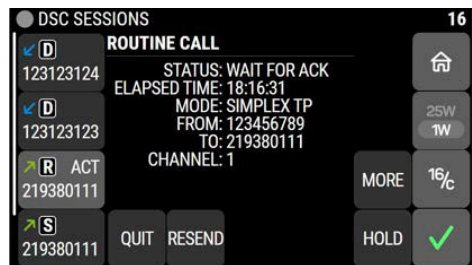 DSC SESSIONS 16
D
123123124
D
123123123
R ACT
219380111
S
219380111
ROUTINE CALL
STATUS: WAIT FOR ACK
ELAPSED TIME: 18:16:31
MODE: SIMPLEX TP
FROM: 123456789
TO: 219380111
CHANNEL: 1
QUIT
RESEND
MORE
HOLD
25W
1W
16/C